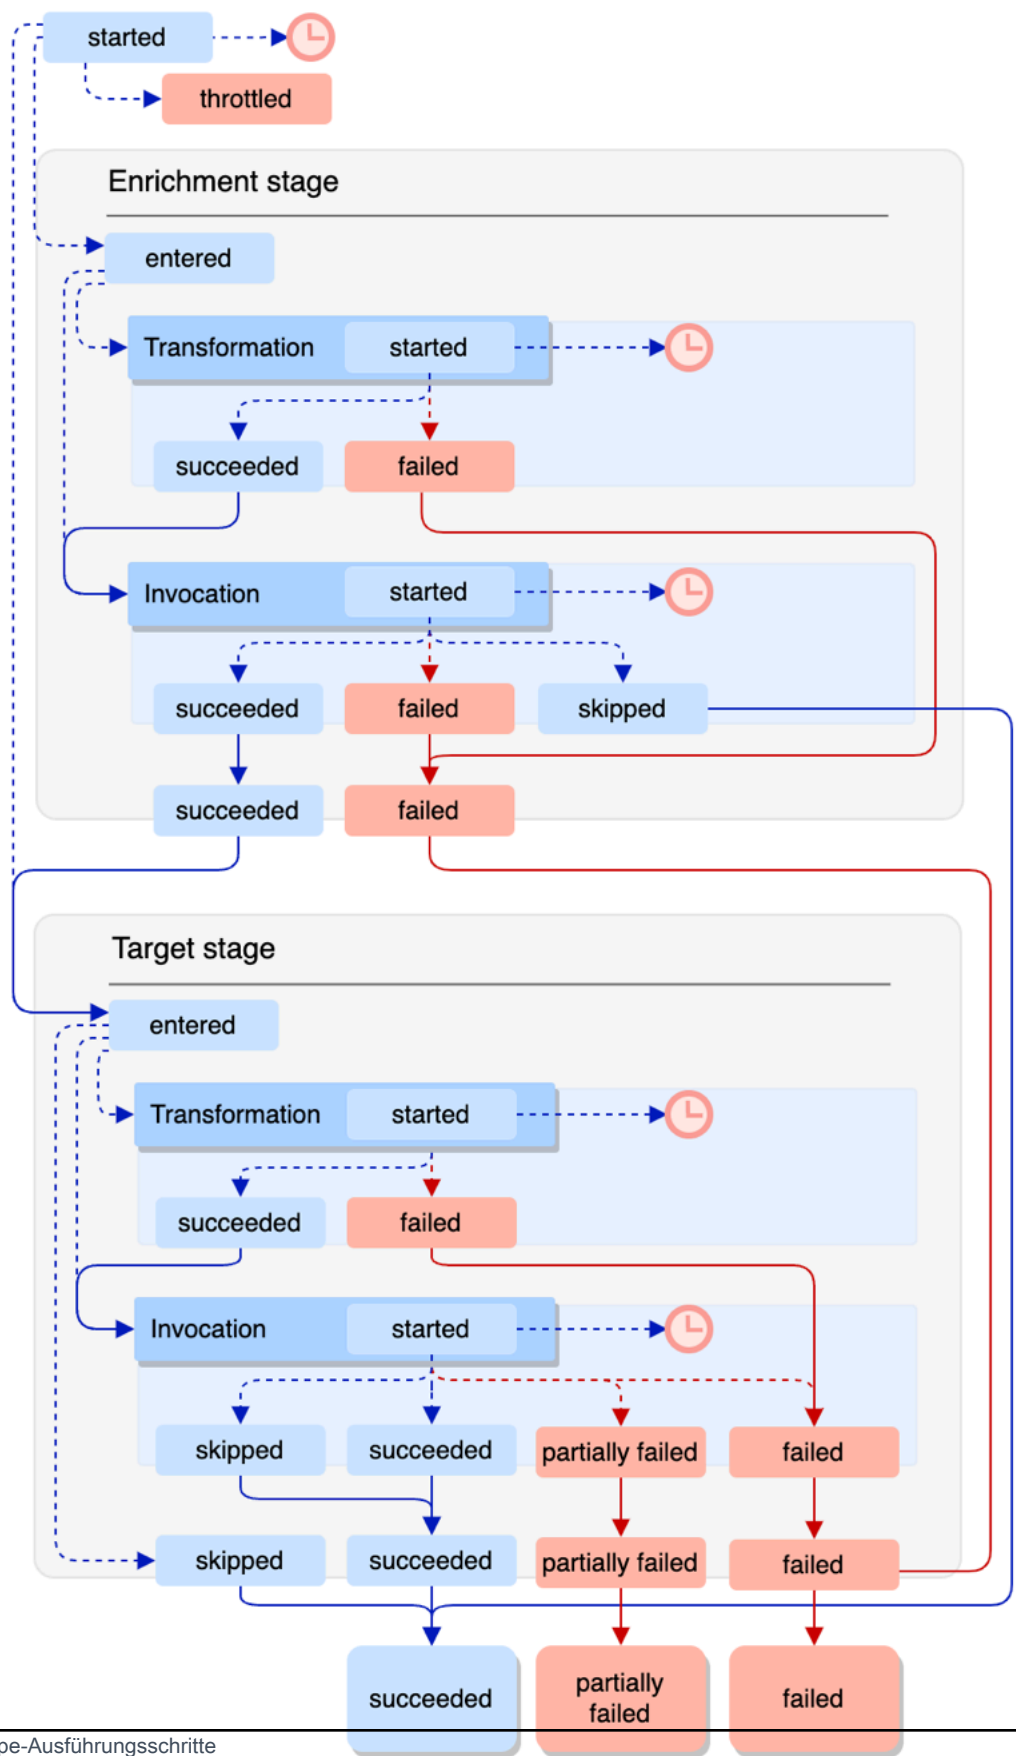 started
throttled
Enrichment stage
entered
Transformation started
succeeded failed
Invocation started
succeeded failed skipped
succeeded failed
Target stage
entered
Transformation started
succeeded failed
Invocation started
skipped succeeded partially failed failed
skipped succeeded partially failed failed
succeeded partially failed failed
pe-Ausführungsschritte